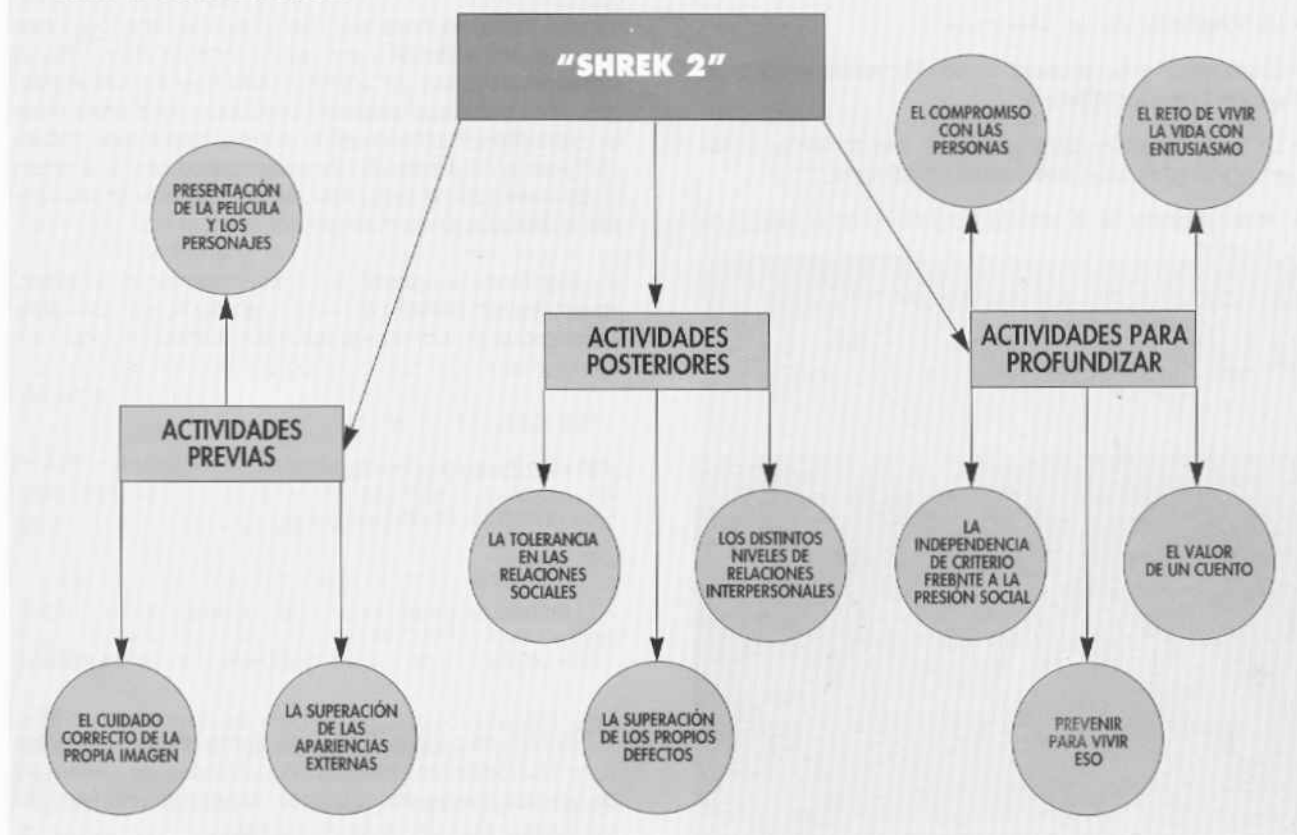 "SHREK 2"
EL COMPROMISO
CON LAS
PERSONAS
EL RETO DE VIVIR
LA VIDA CON
ENTUSIASMO
PRESENTACIÓN
DE LA PELÍCULA
Y LOS
PERSONAJES
ACTIVIDADES
PREVIAS
ACTIVIDADES
POSTERIORES
ACTIVIDADES PARA
PROFUNDIZAR
LA TOLERANCIA
EN LAS
RELACIONES
SOCIALES
LOS DISTINTOS
NIVELES DE
RELACIONES
INTERPERSONALES
LA
INDEPENDENCIA
DE CRITERIO
FREBNTE A LA
PRESIÓN SOCIAL
EL VALOR
DE UN CUENTO
EL CUIDADO
CORRECTO DE LA
PROPIA IMAGEN
LA SUPERACIÓN
DE LAS
APARIENCIAS
EXTERNAS
LA SUPERACIÓN
DE LOS PROPIOS
DEFECTOS
PREVENIR
PARA VIVIR
ESO